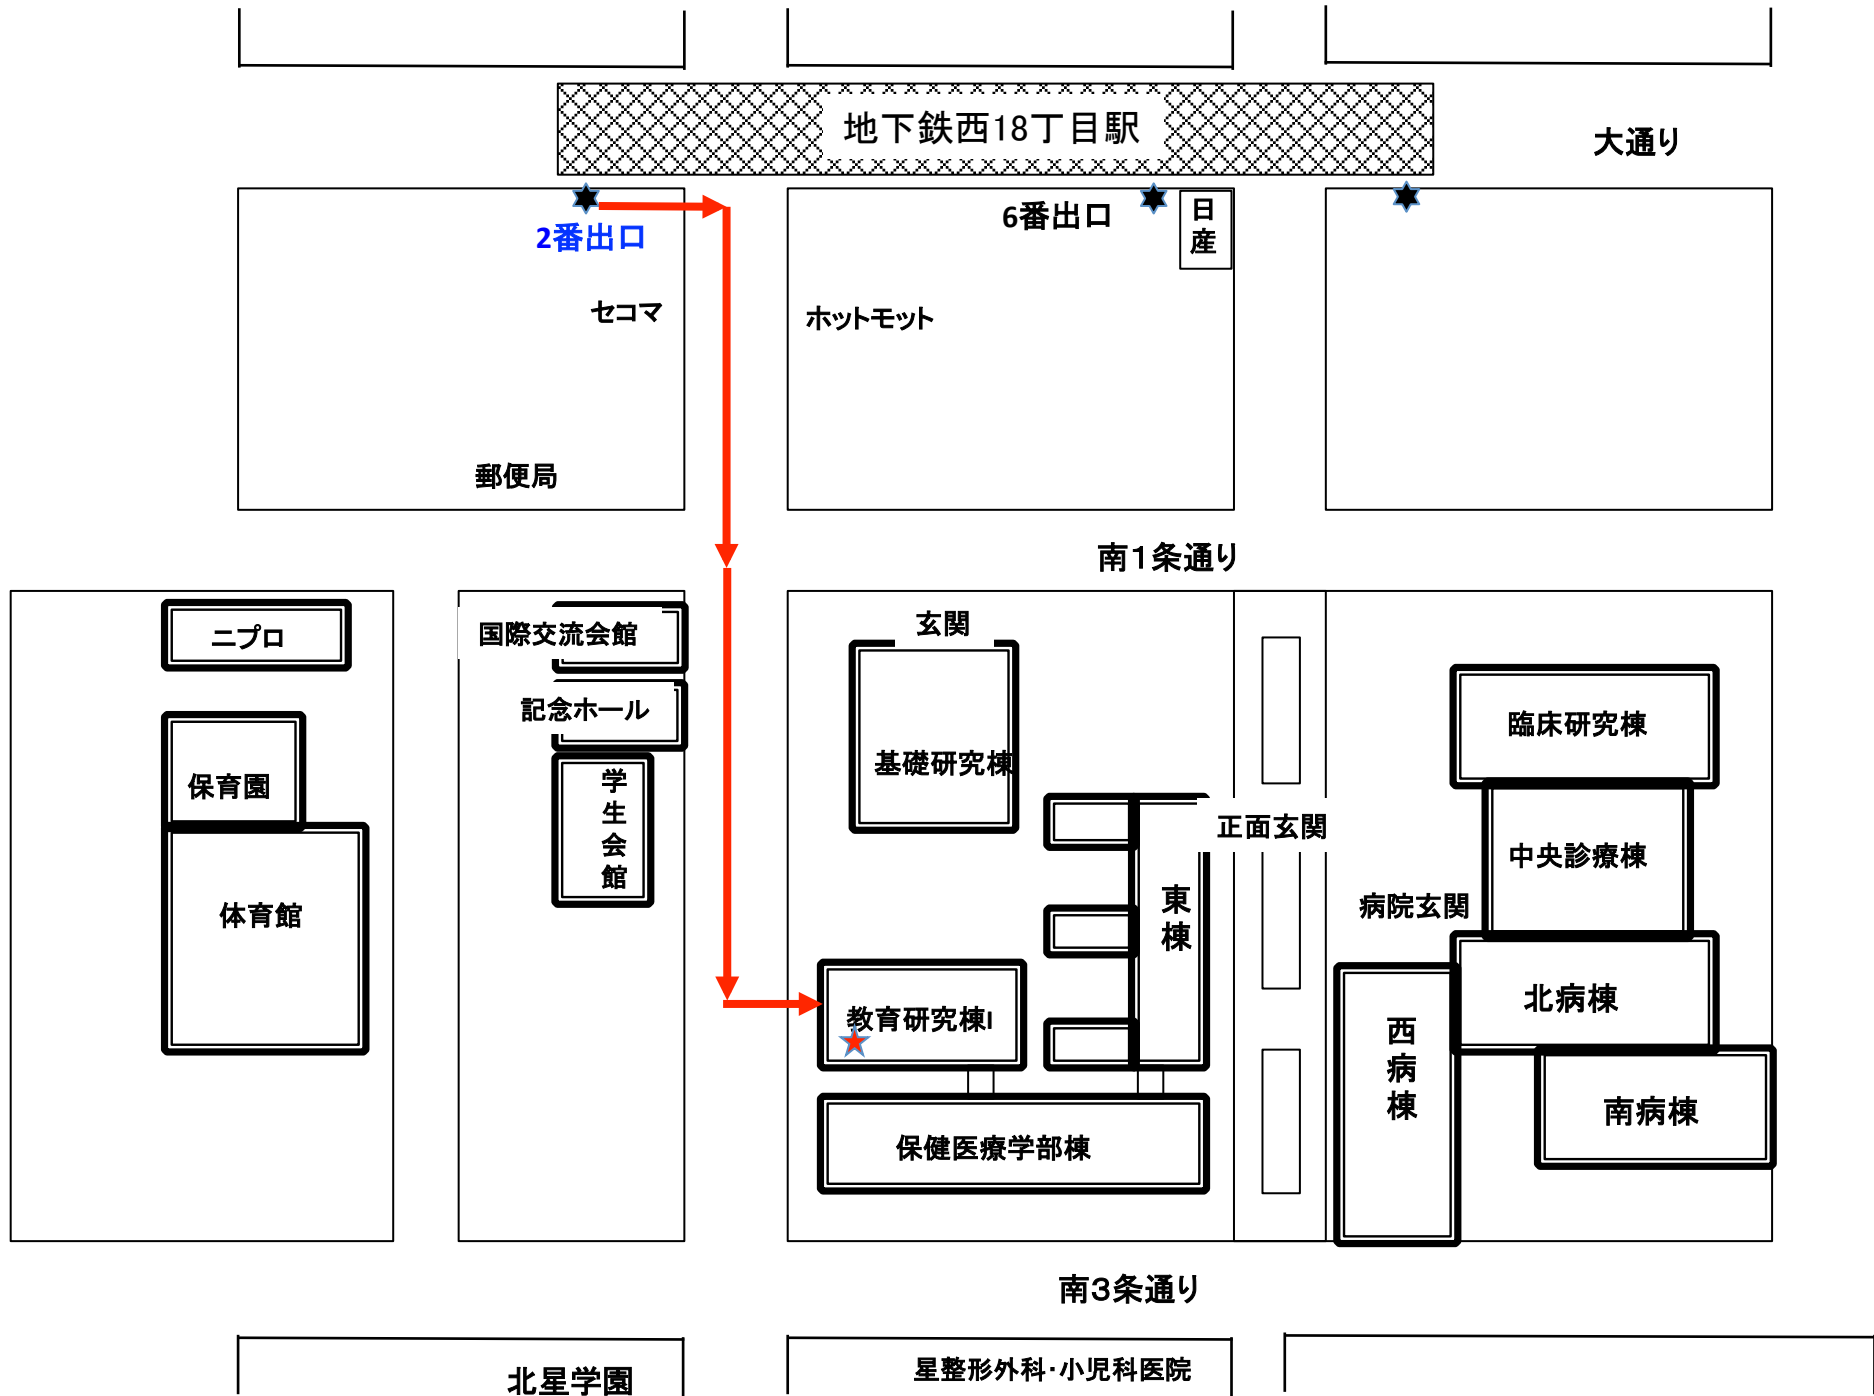 地下鉄西18丁目駅
大通り
2番出口
6番出口
日
産
セコマ
ホットモット
郵便局
南1条通り
ニプロ
国際交流会館
玄関
記念ホール
臨床研究棟
基礎研究棟
保育園
学
生
会
館
正面玄関
中央診療棟
体育館
東
棟
病院玄関
北病棟
教育研究棟I
西
病
棟
南病棟
保健医療学部棟
南3条通り
北星学園
星整形外科・小児科医院